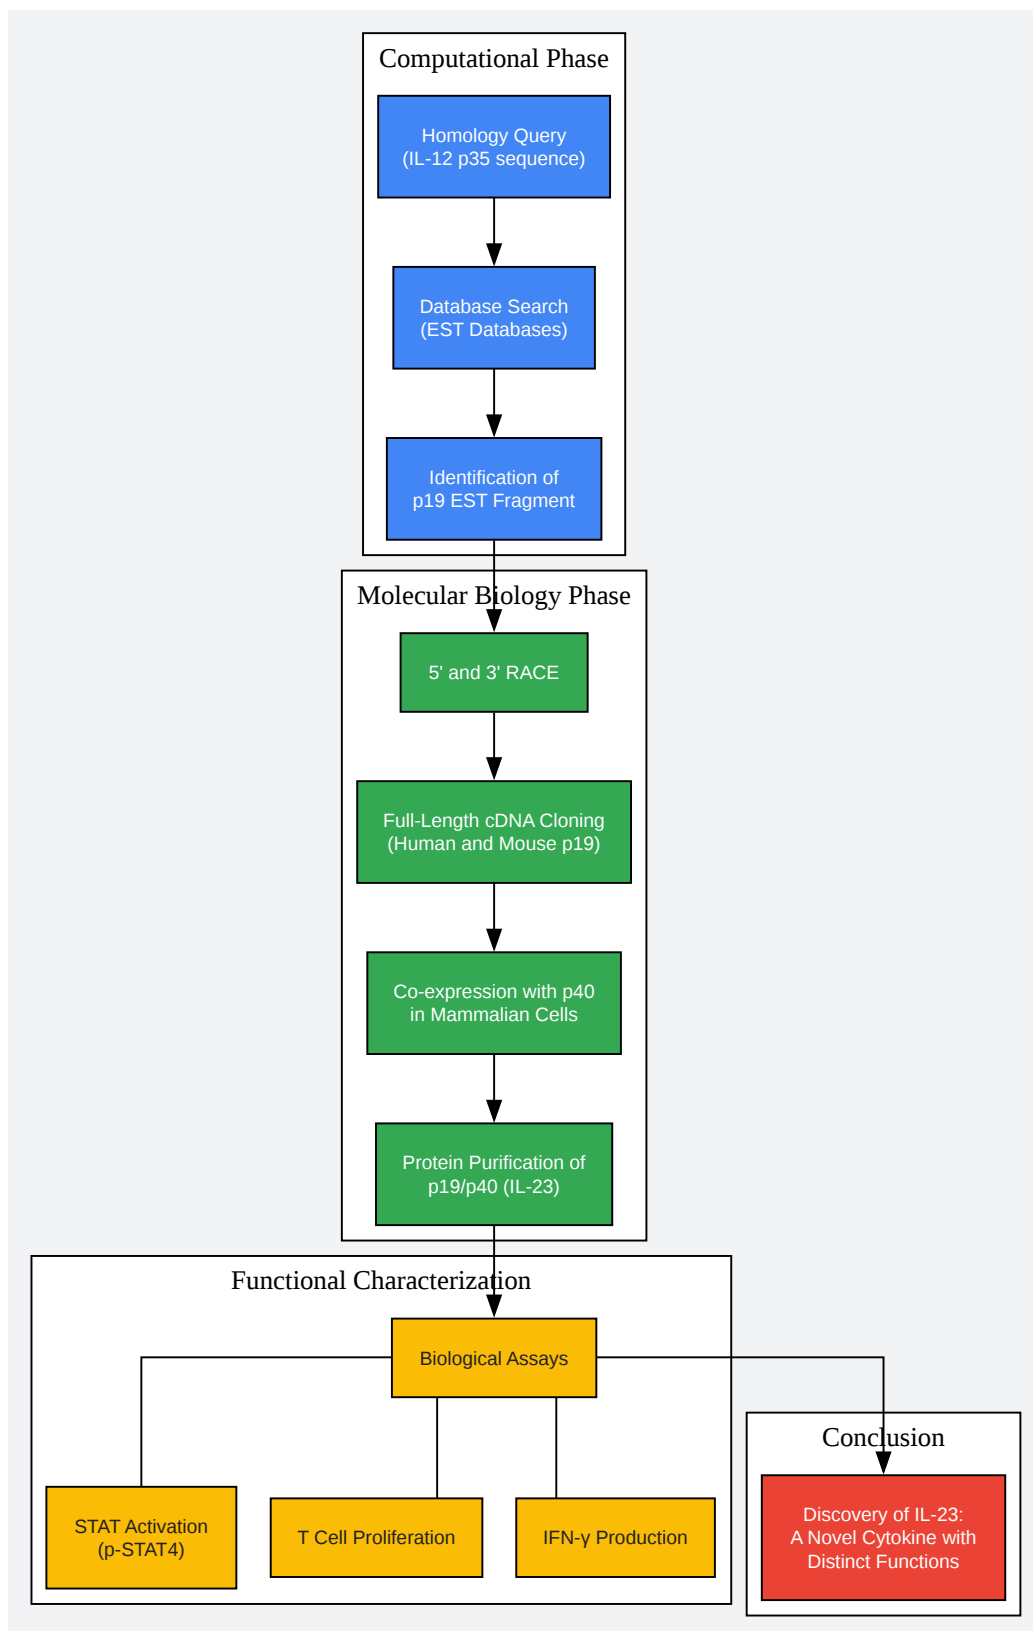 Computational Phase
Homology Query
(IL-12 p35 sequence)
Database Search
(EST Databases)
Identification of
p19 EST Fragment
Molecular Biology Phase
5' and 3' RACE
Full-Length cDNA Cloning
(Human and Mouse p19)
Co-expression with p40
in Mammalian Cells
Protein Purification of
p19/p40 (IL-23)
Functional Characterization
Biological Assays
STAT Activation
(p-STAT4)
T Cell Proliferation
IFN-γ Production
Conclusion
Discovery of IL-23:
A Novel Cytokine with
Distinct Functions